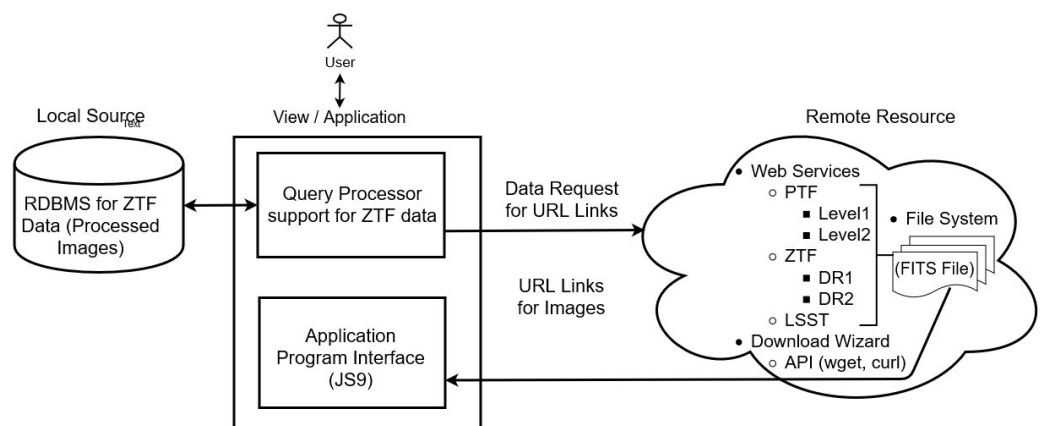 User
Local Source
Text
View / Application
Remote Resource
RDBMS for ZTF
Data (Processed
Images)
Query Processor
support for ZTF data
Data Request
for URL Links
URL Links
for Images
Application
Program Interface
(JS9)
● Web Services
○ PTF
■ Level1
■ Level2
○ ZTF
■ DR1
■ DR2
○ LSST
● Download Wizard
○ API (wget, curl)
● File System
(FITS File)